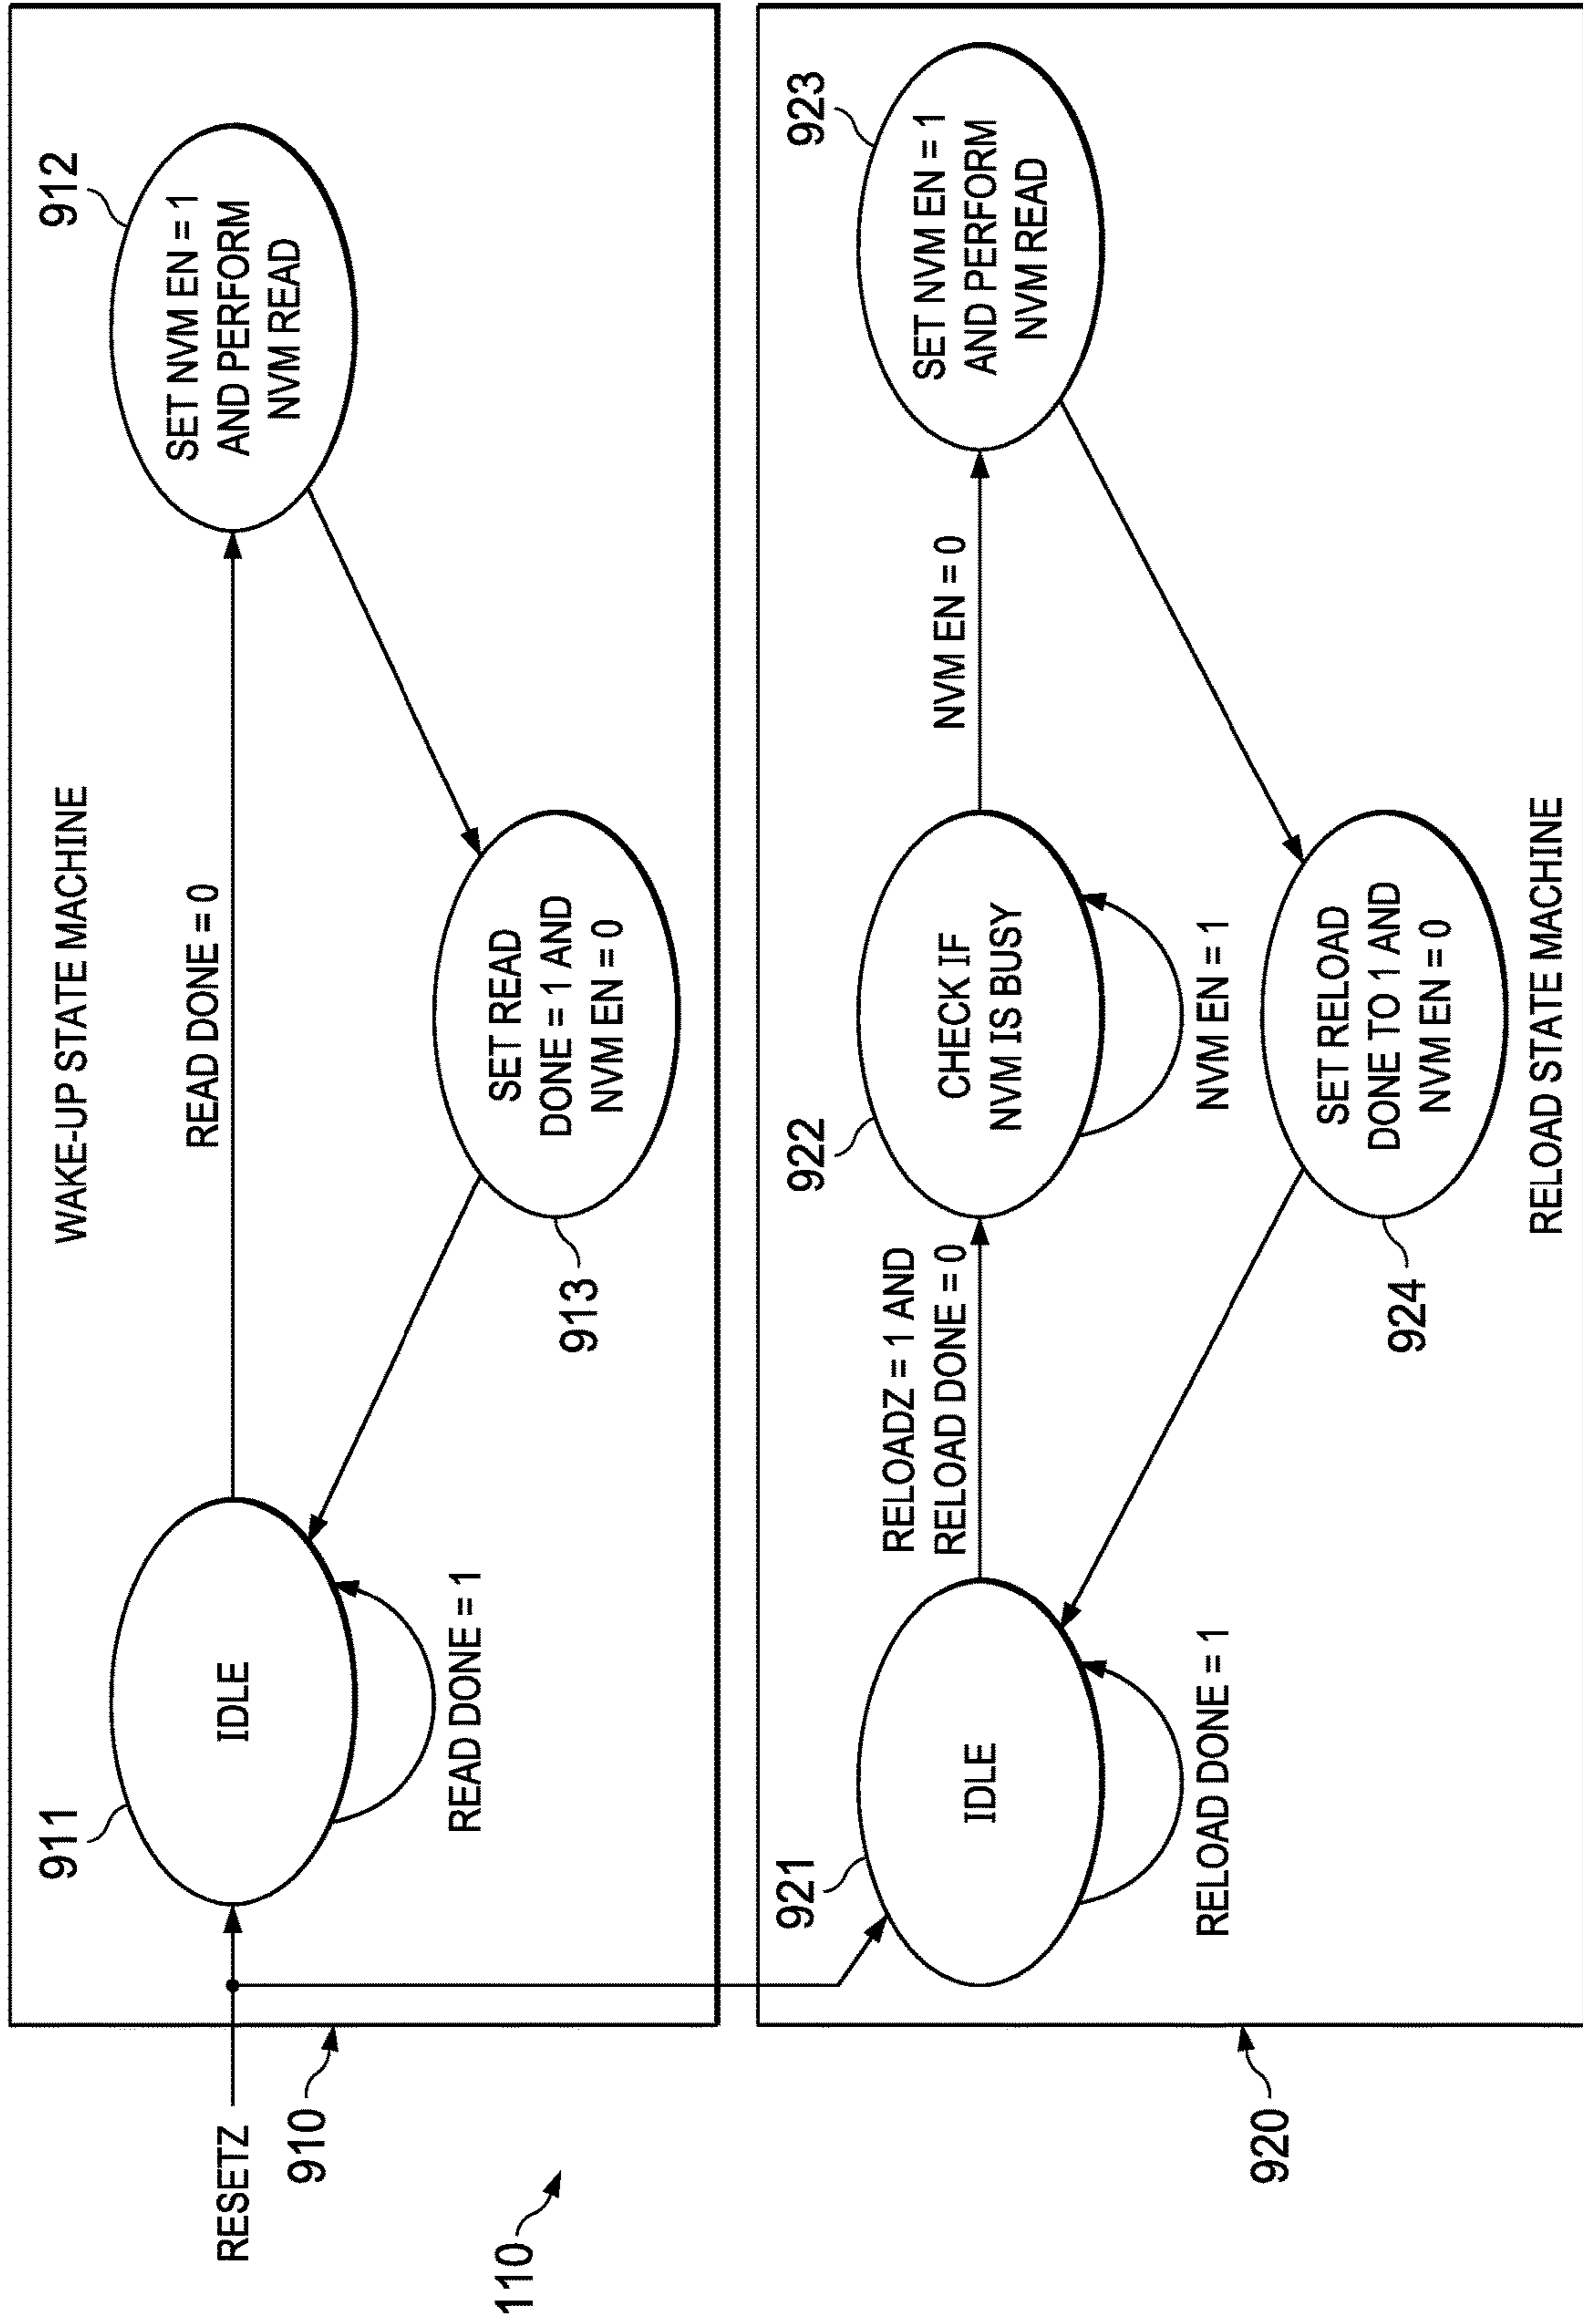 WAKE-UP STATE MACHINE
RESETZ
910
110
911
IDLE
READ DONE = 1
READ DONE = 0
912
SET NVM EN = 1
AND PERFORM
NVM READ
913
SET READ
DONE = 1 AND
NVM EN = 0
920
921
IDLE
RELOAD DONE = 1
RELOADZ = 1 AND
RELOAD DONE = 0
922
CHECK IF
NVM IS BUSY
NVM EN = 1
NVM EN = 0
923
SET NVM EN = 1
AND PERFORM
NVM READ
924
SET RELOAD
DONE TO 1 AND
NVM EN = 0
RELOAD STATE MACHINE